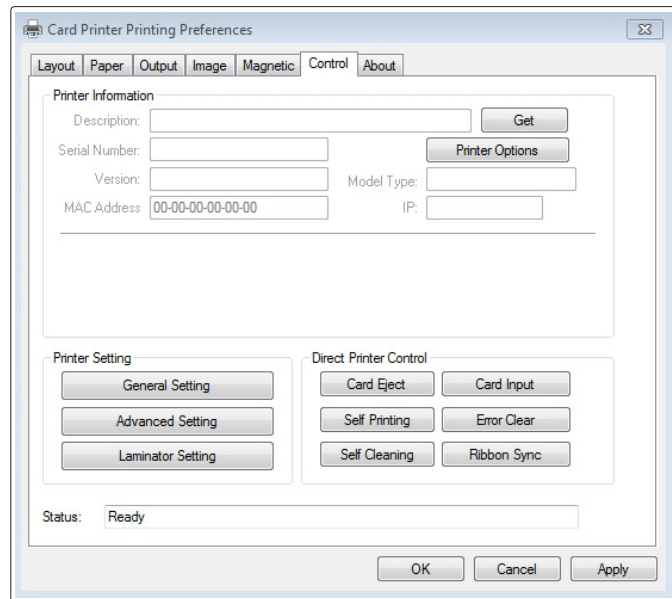 Card Printer Printing Preferences
Layout Paper Output Image Magnetic Control About
Printer Information
Description: Get
Serial Number: Printer Options
Version: Model Type:
MAC Address 00-00-00-00-00-00 IP:
Printer Setting Direct Printer Control
General Setting Card Eject Card Input
Advanced Setting Self Printing Error Clear
Laminator Setting Self Cleaning Ribbon Sync
Status: Ready
OK Cancel Apply